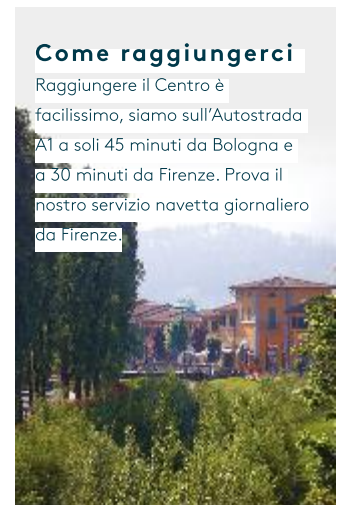 Come raggiungerci
Raggiungere il Centro è
facilissimo, siamo sull'Autostrada
A1 a soli 45 minuti da Bologna e
a 30 minuti da Firenze. Prova il
nostro servizio navetta giornaliero
da Firenze.